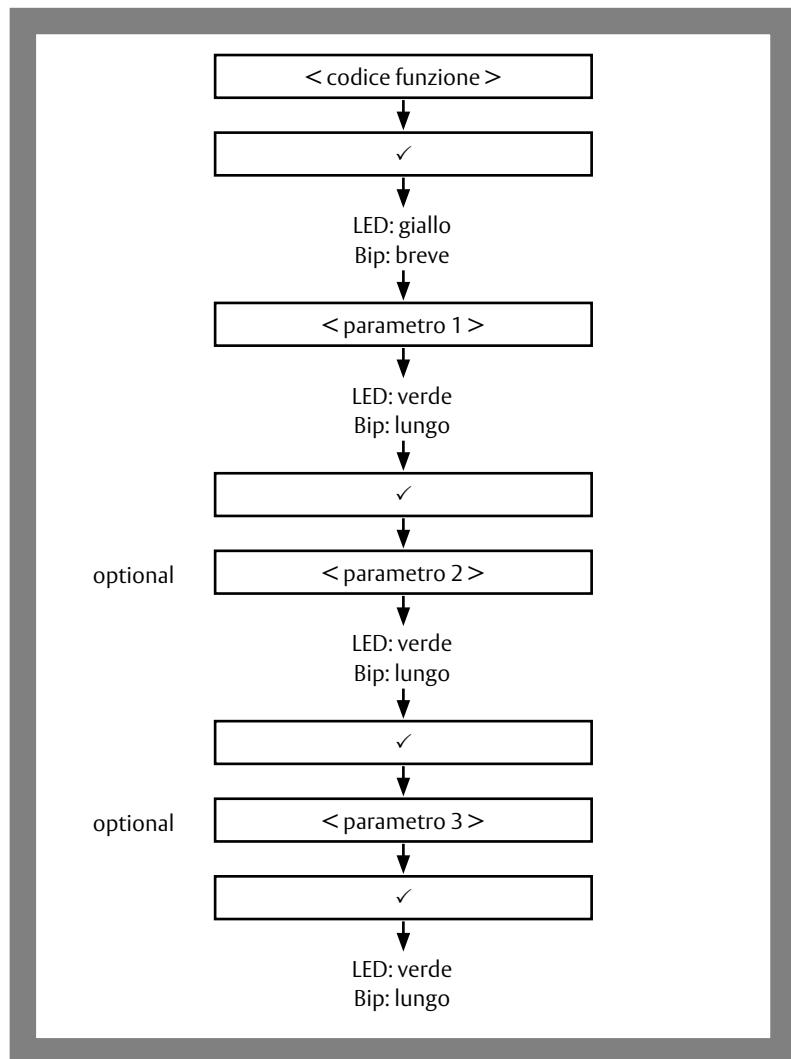 < codice funzione >
✓
LED: giallo
Bip: breve
< parametro 1 >
LED: verde
Bip: lungo
✓
optional < parametro 2 >
LED: verde
Bip: lungo
✓
optional < parametro 3 >
✓
LED: verde
Bip: lungo